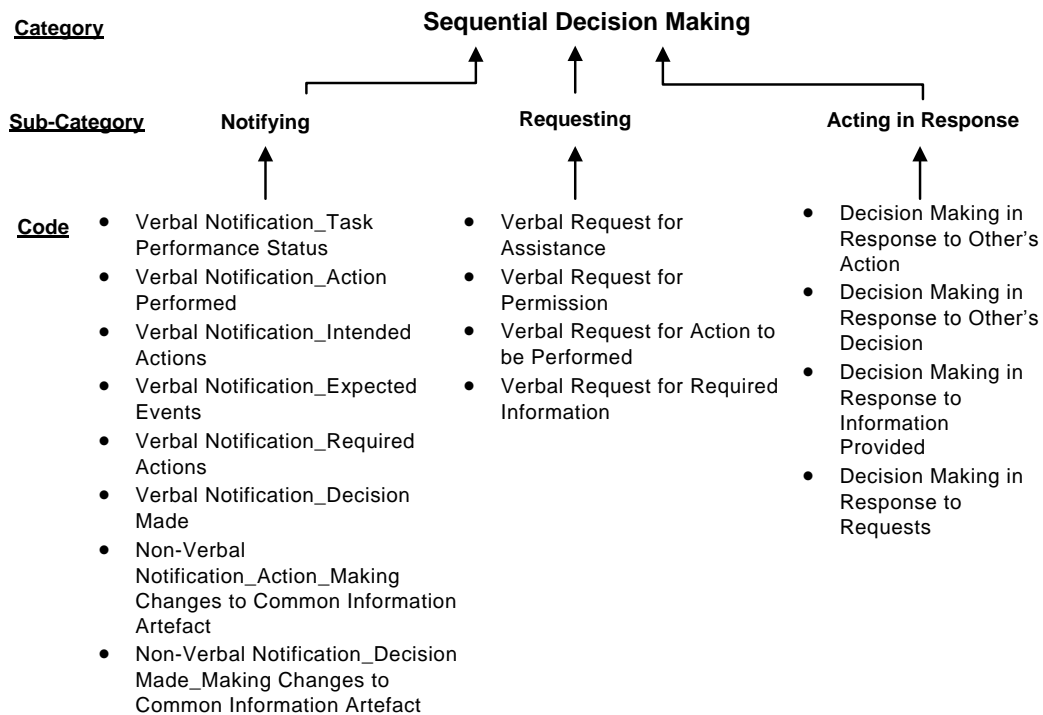 Category
Sequential Decision Making
Sub-Category
Notifying
Requesting
Acting in Response
Code
• Verbal Notification_Task
Performance Status
• Verbal Notification_Action
Performed
• Verbal Notification_Intended
Actions
• Verbal Notification_Expected
Events
• Verbal Notification_Required
Actions
• Verbal Notification_Decision
Made
• Non-Verbal
Notification_Action_Making
Changes to Common Information
Artefact
• Non-Verbal Notification_Decision
Made_Making Changes to
Common Information Artefact
• Verbal Request for
Assistance
• Verbal Request for
Permission
• Verbal Request for Action to
be Performed
• Verbal Request for Required
Information
• Decision Making in
Response to Other's
Action
• Decision Making in
Response to Other's
Decision
• Decision Making in
Response to
Information
Provided
• Decision Making in
Response to
Requests